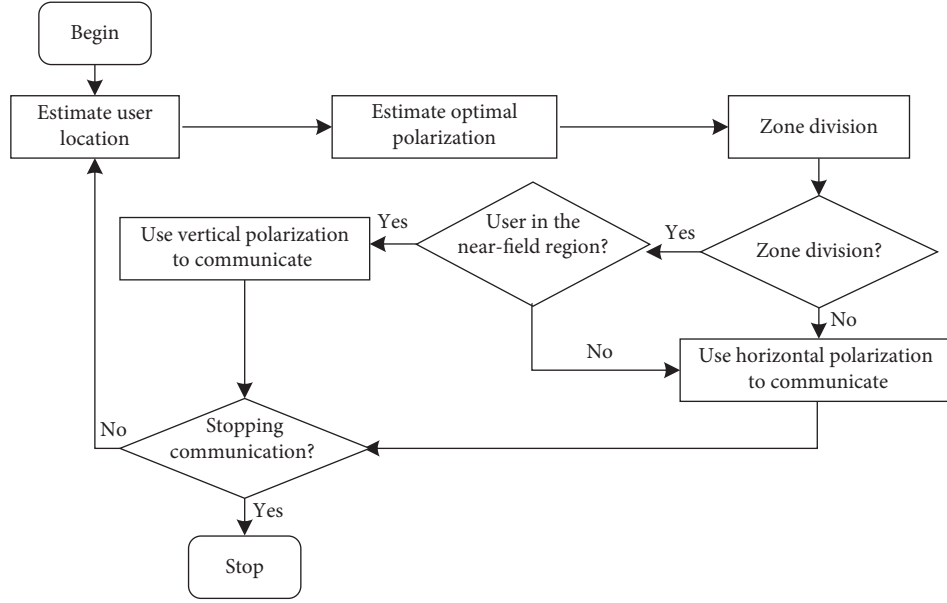 Begin
Estimate user
location
Estimate optimal
polarization
Zone division
Zone division?
Yes
No
User in the
near-field region?
Yes
No
Use vertical polarization
to communicate
Use horizontal polarization
to communicate
Stopping
communication?
No
Yes
Stop